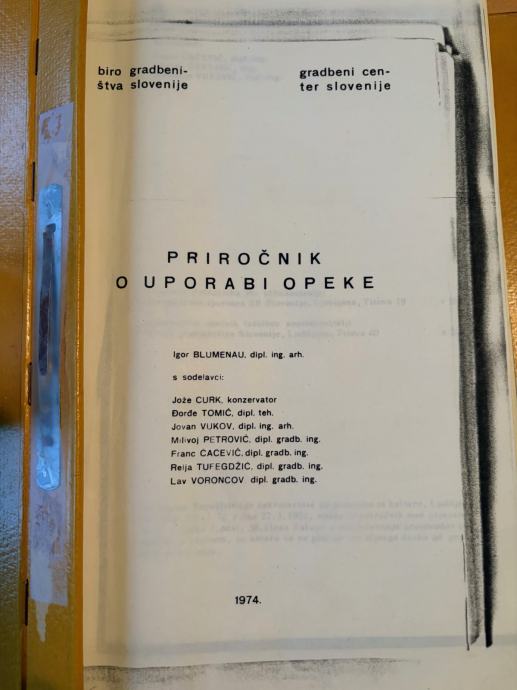 biro gradbeni-
štva slovenije
gradbeni cen-
ter slovenije
PRIROČNIK
O UPORABI OPEKE
Igor BLUMENAU, dipl. ing. arh.
s sodelavci:
Jože CURK, konzervator
Đorđe TOMIĆ, dipl. teh.
Jovan VUKOV, dipl. ing. arh.
Milivoj PETROVIĆ, dipl. gradb. ing.
Franc CACEVIĆ, dipl. gradb. ing.
Reija TUFEGDŽIĆ, dipl. gradb. ing.
Lav VORONCOV dipl. gradb. ing.
1974.